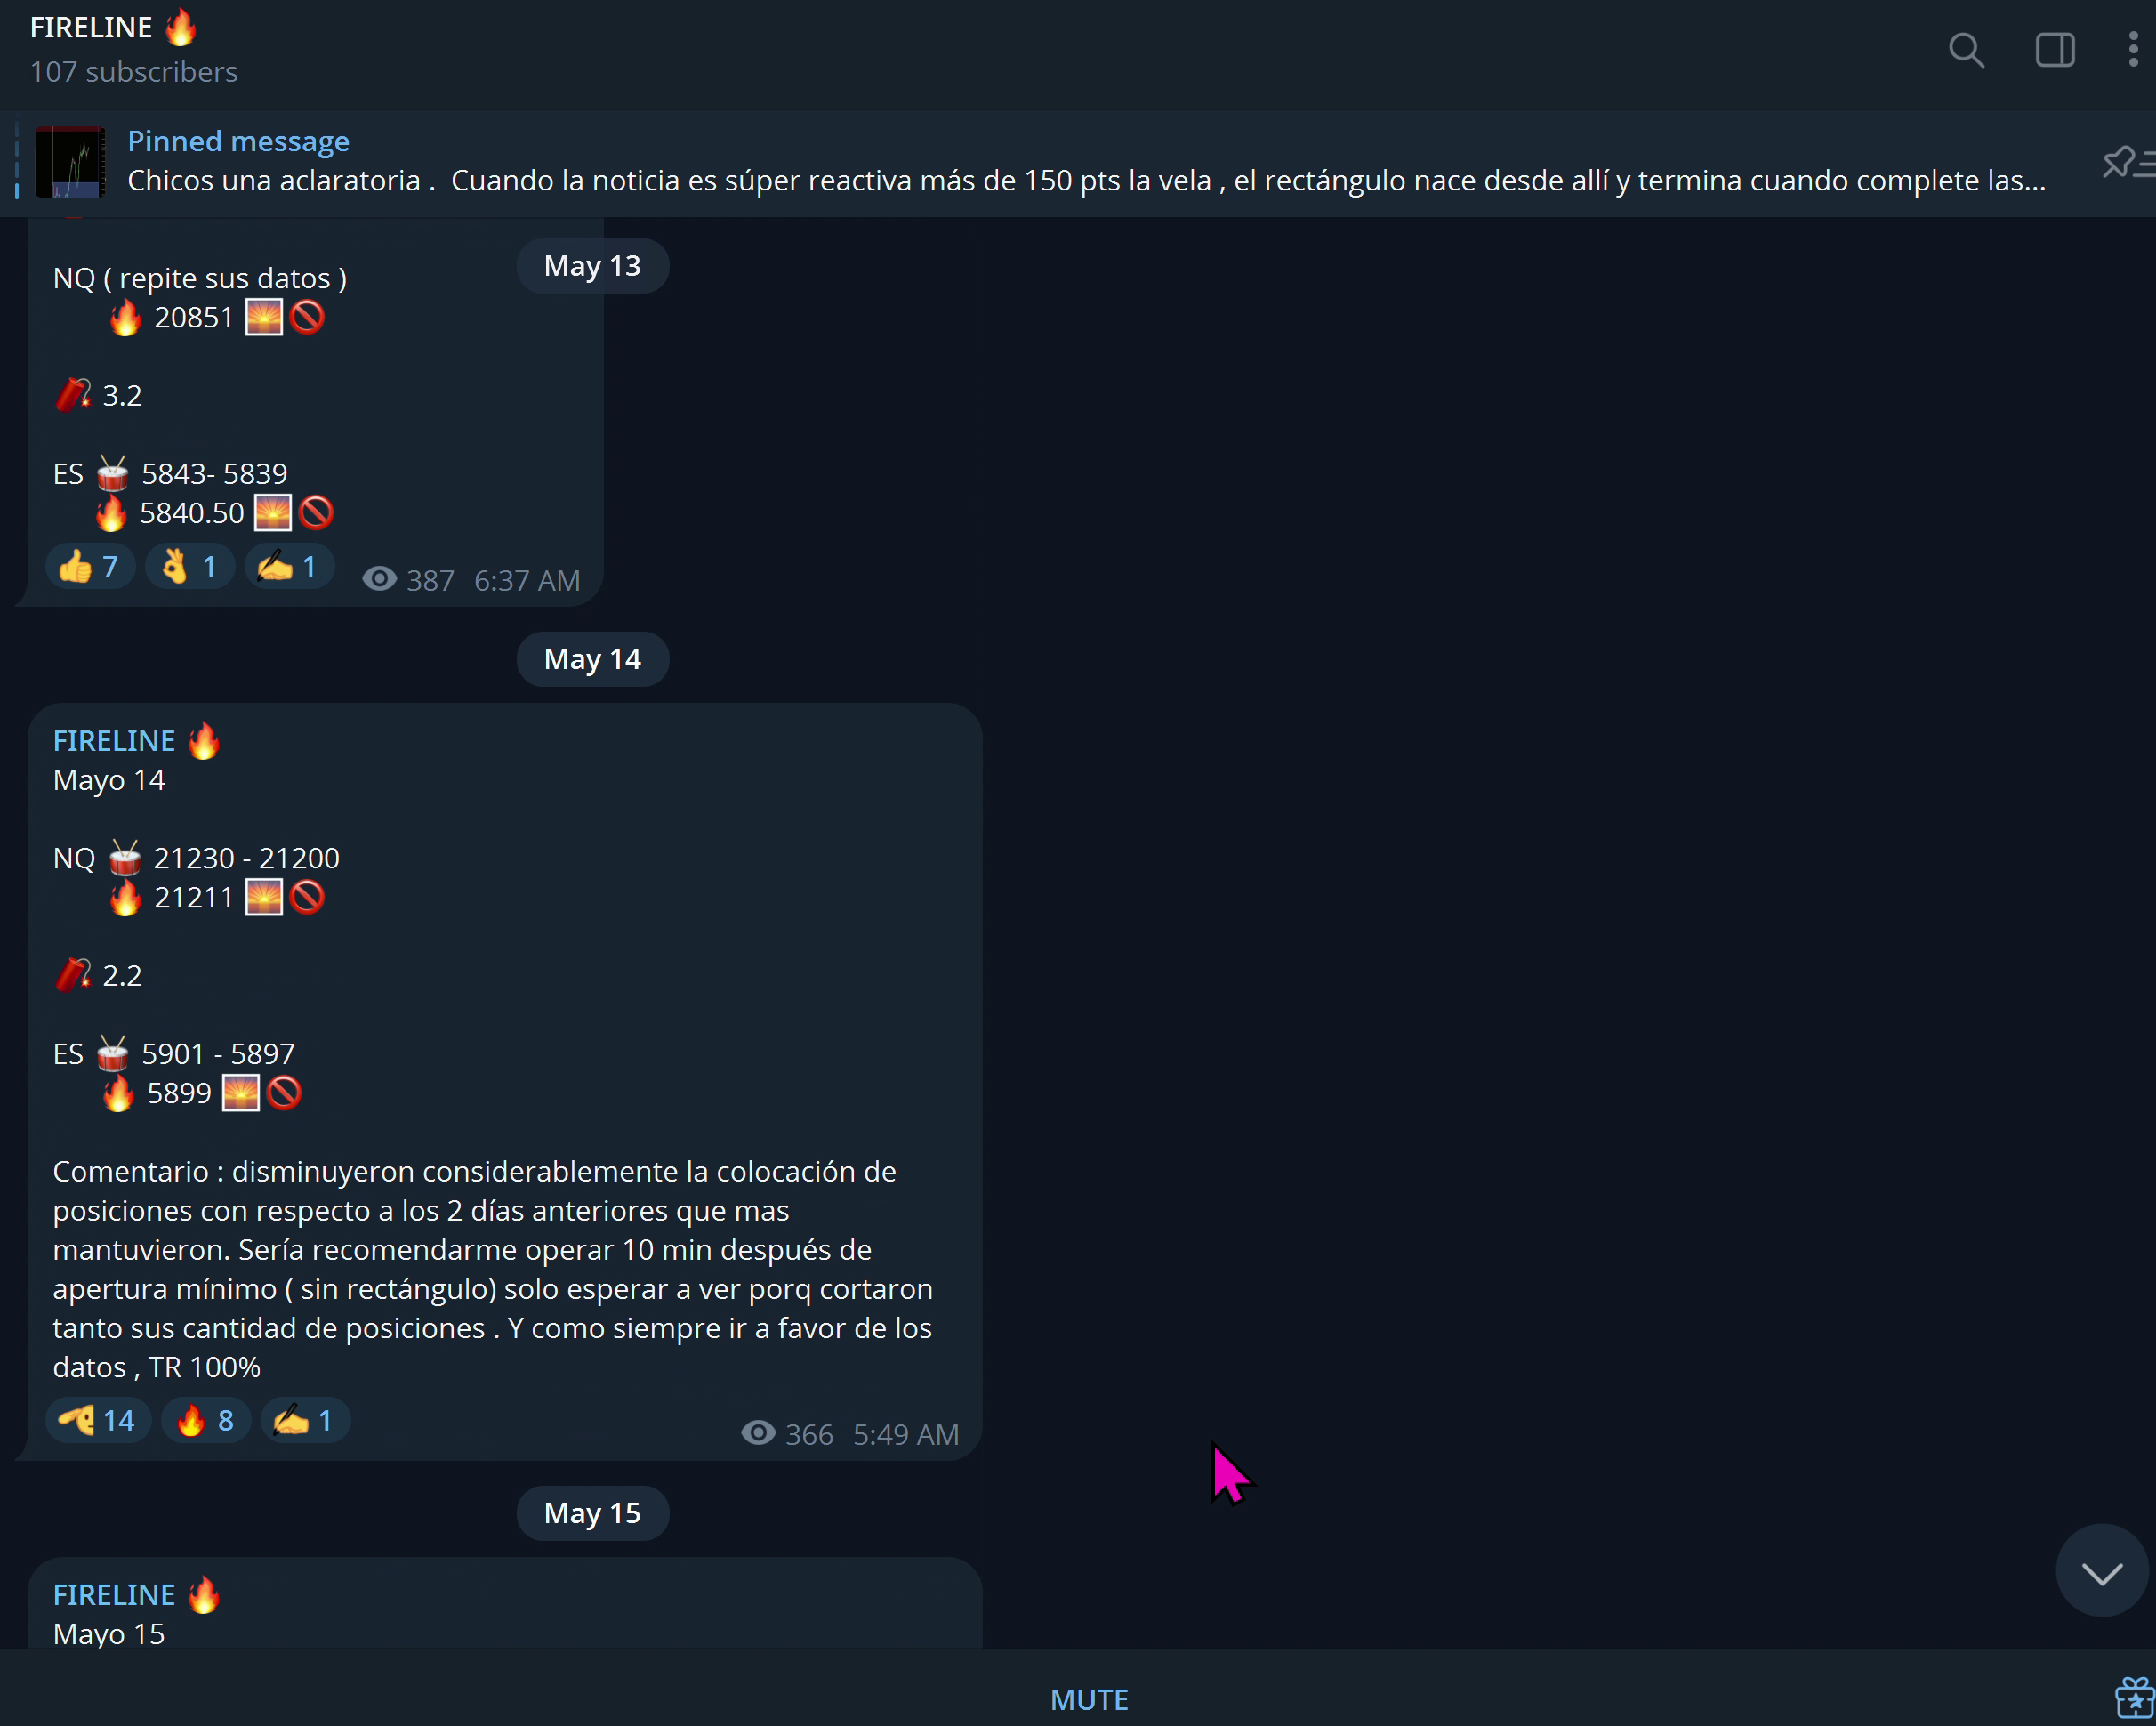 FIRELINE 🔥
107 subscribers
Pinned message
Chicos una aclaratoria .  Cuando la noticia es súper reactiva más de 150 pts la vela , el rectángulo nace desde allí y termina cuando complete las...
May 13
NQ ( repite sus datos )
🔥 20851 🌅🚫
🧨 3.2
ES 🥁 5843- 5839
🔥 5840.50 🌅🚫
👍 7 👌 1 ✍️ 1 387 6:37 AM
May 14
FIRELINE 🔥
Mayo 14
NQ 🥁 21230 - 21200
🔥 21211 🌅🚫
🧨 2.2
ES 🥁 5901 - 5897
🔥 5899 🌅🚫
Comentario : disminuyeron considerablemente la colocación de
posiciones con respecto a los 2 días anteriores que mas
mantuvieron. Sería recomendarme operar 10 min después de
apertura mínimo ( sin rectángulo) solo esperar a ver porq cortaron
tanto sus cantidad de posiciones . Y como siempre ir a favor de los
datos , TR 100%
🫡 14 🔥 8 ✍️ 1 366 5:49 AM
May 15
FIRELINE 🔥
Mayo 15
MUTE